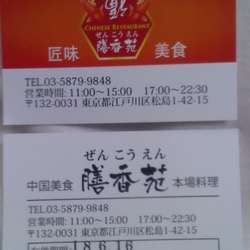 CHINESE RESTAURANT
ぜんこうえん
匠味 膳香苑 美食
TEL.03-5879-9848
営業時間: 11:00~15:00 17:00~22:30
〒132-0031 東京都江戸川区松島1-42-15
ぜんこうえん
中国美食 膳香苑 本場料理
TEL.03-5879-9848
営業時間: 11:00~15:00 17:00~22:30
〒132-0031 東京都江戸川区松島1-42-15
18.6.16